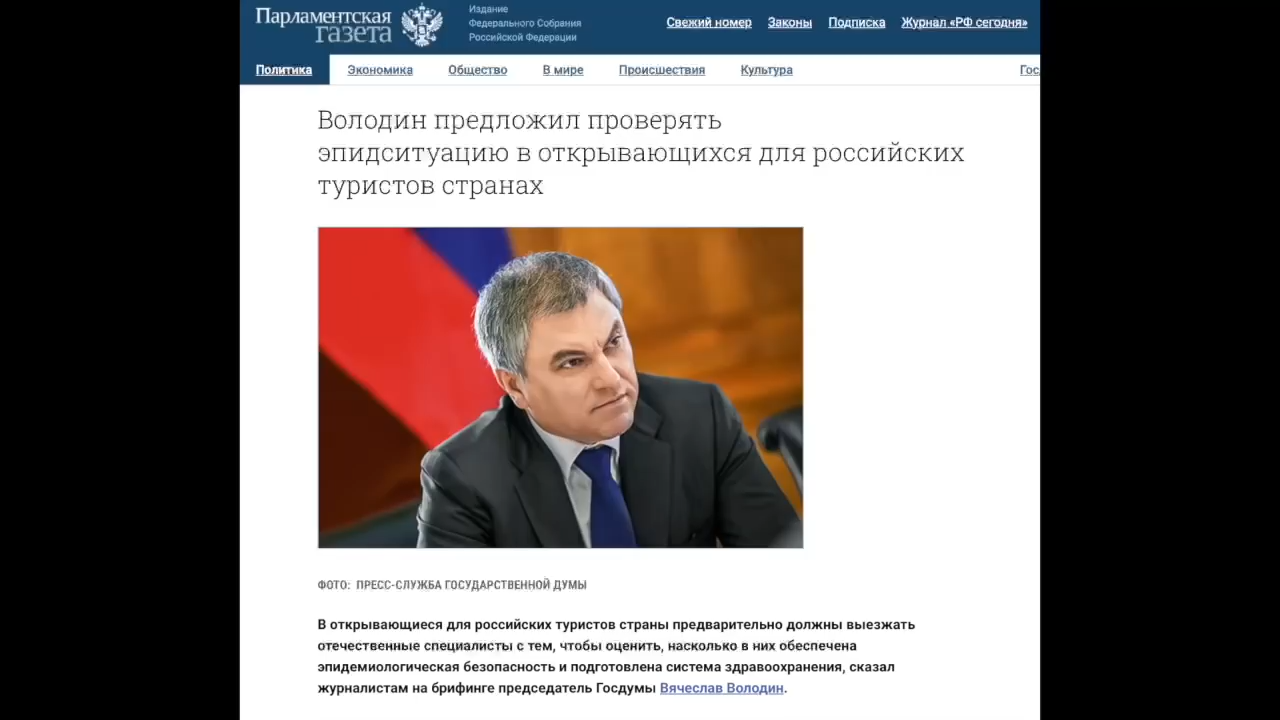 Парламентская газета
Издание
Федерального Собрания
Российской Федерации
Свежий номер Законы Подписка Журнал «РФ сегодня»
Политика Экономика Общество В мире Происшествия Культура Гос
Володин предложил проверять
эпидситуацию в открывающихся для российских
туристов странах
ФОТО: ПРЕСС-СЛУЖБА ГОСУДАРСТВЕННОЙ ДУМЫ
В открывающиеся для российских туристов страны предварительно должны выезжать
отечественные специалисты с тем, чтобы оценить, насколько в них обеспечена
эпидемиологическая безопасность и подготовлена система здравоохранения, сказал
журналистам на брифинге председатель Госдумы Вячеслав Володин.